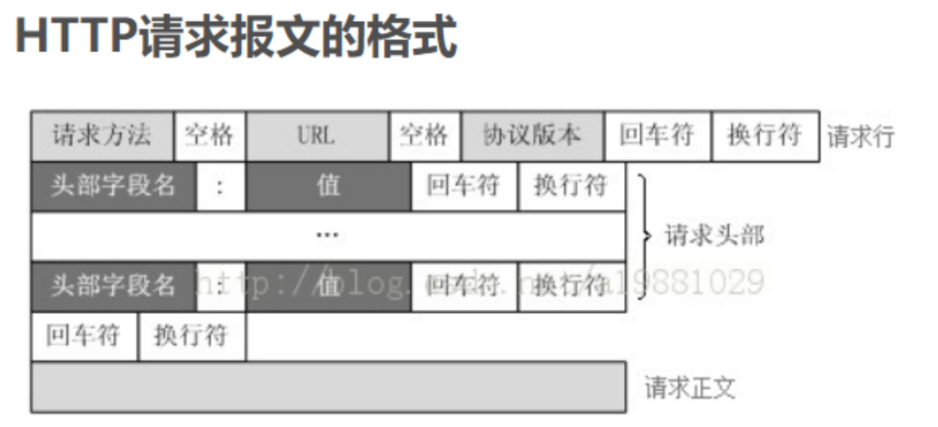 HTTP请求报文的格式
请求方法 空格 URL 空格 协议版本 回车符 换行符 请求行
头部字段名 : 值 回车符 换行符
... 请求头部
头部字段名 : 值 回车符 换行符
http://blog.csdn.net/a19881029
回车符 换行符
请求正文